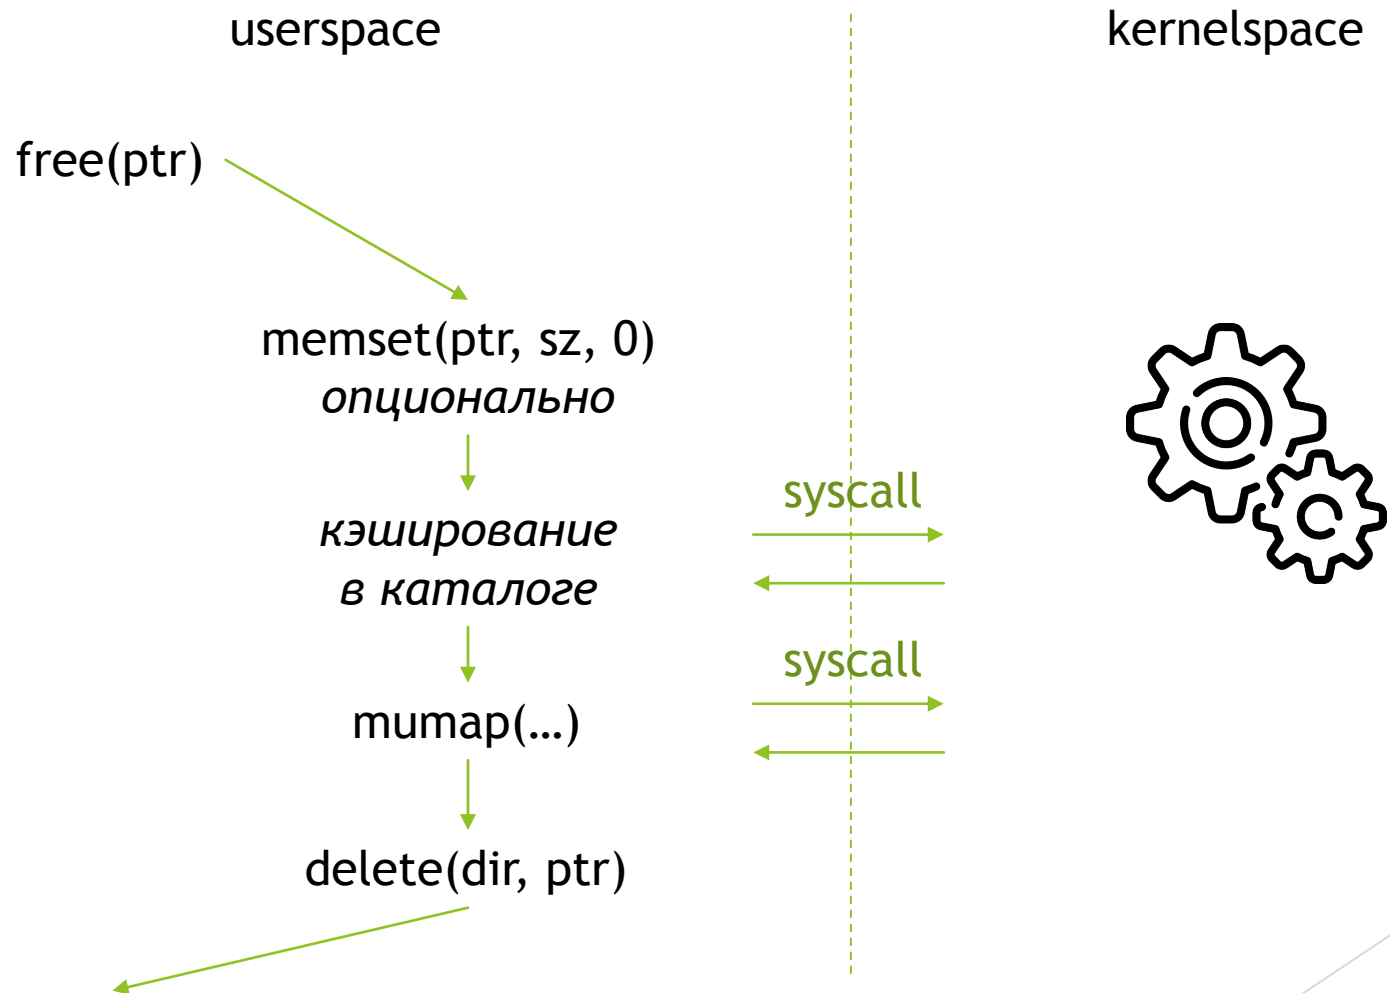 userspace
kernelspace
free(ptr)
memset(ptr, sz, 0)
опционально
кэширование
в каталоге
syscall
syscall
mumap(…)
delete(dir, ptr)